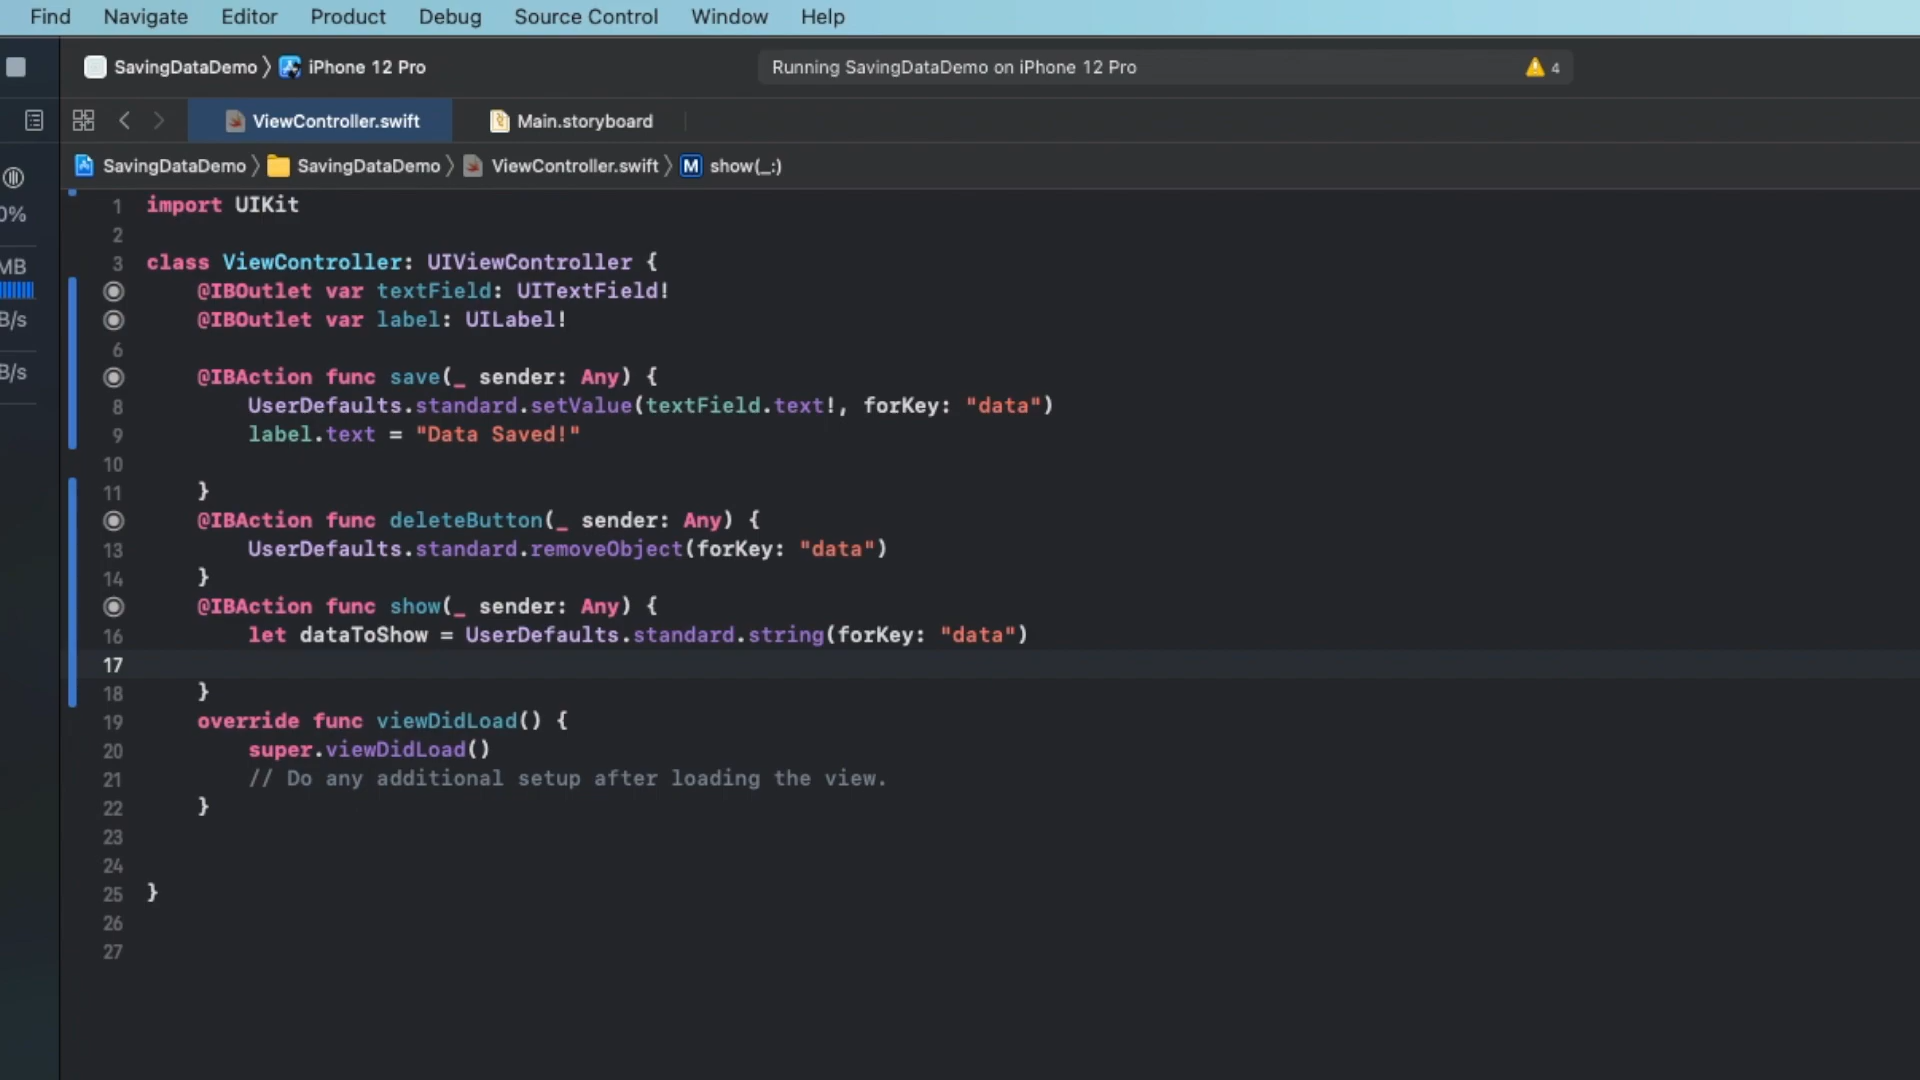 Find Navigate Editor Product Debug Source Control Window Help
SavingDataDemo 〉 iPhone 12 Pro Running SavingDataDemo on iPhone 12 Pro 4
ViewController.swift Main.storyboard
SavingDataDemo 〉 SavingDataDemo 〉 ViewController.swift 〉 M show(_:)
0%
MB
B/s
B/s
1 import UIKit
2
3 class ViewController: UIViewController {
@IBOutlet var textField: UITextField!
@IBOutlet var label: UILabel!
6
@IBAction func save(_ sender: Any) {
8 UserDefaults.standard.setValue(textField.text!, forKey: "data")
9 label.text = "Data Saved!"
10
11 }
@IBAction func deleteButton(_ sender: Any) {
13 UserDefaults.standard.removeObject(forKey: "data")
14 }
@IBAction func show(_ sender: Any) {
16 let dataToShow = UserDefaults.standard.string(forKey: "data")
17
18 }
19 override func viewDidLoad() {
20 super.viewDidLoad()
21 // Do any additional setup after loading the view.
22 }
23
24
25 }
26
27